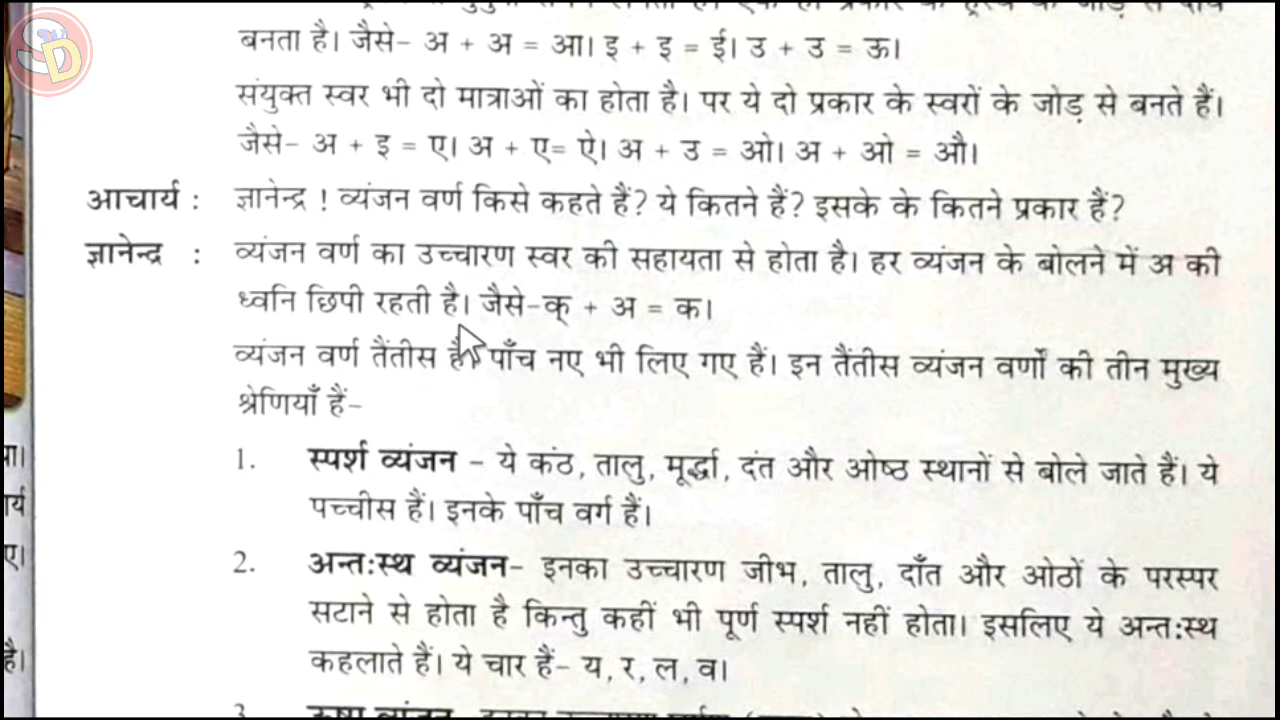 बनता है। जैसे- अ + अ = आ। इ + इ = ई। उ + उ = ऊ।
संयुक्त स्वर भी दो मात्राओं का होता है। पर ये दो प्रकार के स्वरों के जोड़ से बनते हैं।
जैसे- अ + इ = ए। अ + ए= ऐ। अ + उ = ओ। अ + ओ = औ।
आचार्य : ज्ञानेन्द्र ! व्यंजन वर्ण किसे कहते हैं? ये कितने हैं? इसके के कितने प्रकार हैं?
ज्ञानेन्द्र : व्यंजन वर्ण का उच्चारण स्वर की सहायता से होता है। हर व्यंजन के बोलने में अ की
ध्वनि छिपी रहती है। जैसे-क् + अ = क।
व्यंजन वर्ण तैंतीस हैं पाँच नए भी लिए गए हैं। इन तैंतीस व्यंजन वर्णों की तीन मुख्य
श्रेणियाँ हैं-
1. स्पर्श व्यंजन - ये कंठ, तालु, मूर्द्धा, दंत और ओष्ठ स्थानों से बोले जाते हैं। ये
पच्चीस हैं। इनके पाँच वर्ग हैं।
2. अन्तःस्थ व्यंजन- इनका उच्चारण जीभ, तालु, दाँत और ओठों के परस्पर
सटाने से होता है किन्तु कहीं भी पूर्ण स्पर्श नहीं होता। इसलिए ये अन्तःस्थ
कहलाते हैं। ये चार हैं- य, र, ल, व।